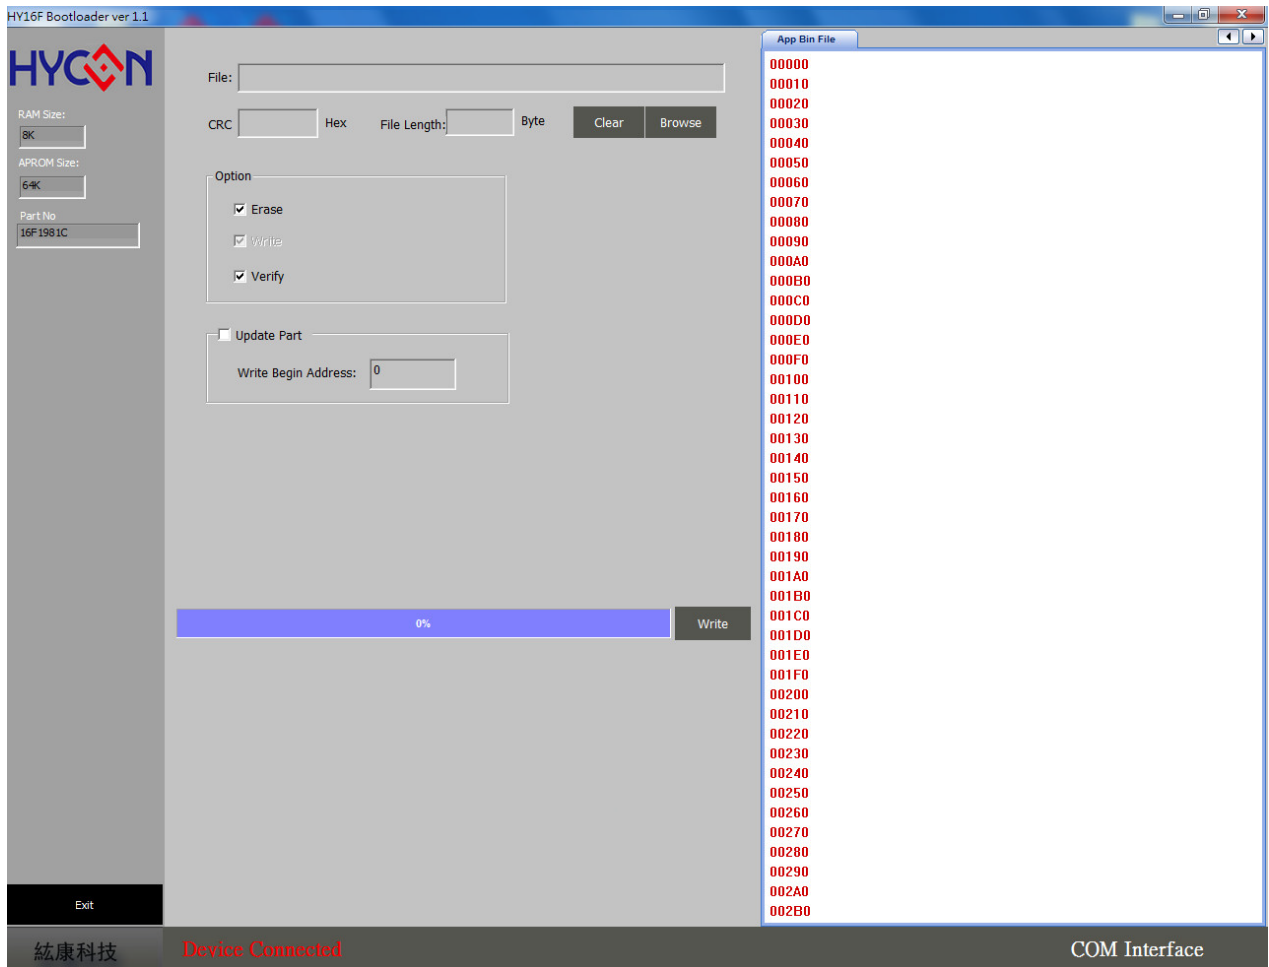 HY16F Bootloader ver 1.1
HYCON
RAM Size:
8K
APROM Size:
64K
Part No
16F1981C
Exit
紘康科技
File:
CRC
Hex
File Length:
Byte
Clear
Browse
Option
Erase
Write
Verify
Update Part
Write Begin Address:
0
0%
Write
App Bin File
00000
00010
00020
00030
00040
00050
00060
00070
00080
00090
000A0
000B0
000C0
000D0
000E0
000F0
00100
00110
00120
00130
00140
00150
00160
00170
00180
00190
001A0
001B0
001C0
001D0
001E0
001F0
00200
00210
00220
00230
00240
00250
00260
00270
00280
00290
002A0
002B0
Device Connected
COM Interface